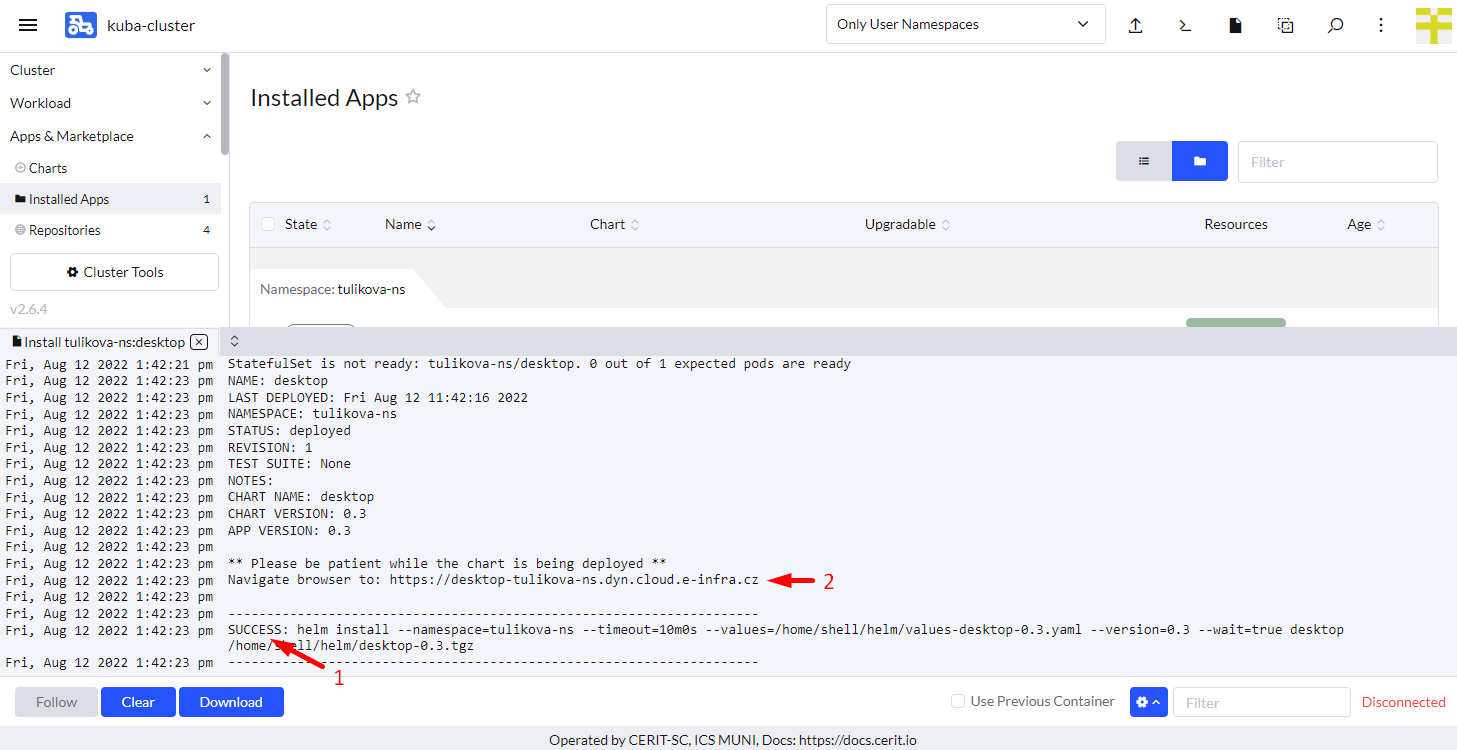 kuba-cluster
Only User Namespaces
Cluster
Workload
Apps & Marketplace
Charts
Installed Apps 1
Repositories 4
Cluster Tools
v2.6.4
Installed Apps
Filter
State Name Chart Upgradable Resources Age
Namespace: tulikova-ns
Install tulikova-ns:desktop
Fri, Aug 12 2022 1:42:21 pm StatefulSet is not ready: tulikova-ns/desktop. 0 out of 1 expected pods are ready
Fri, Aug 12 2022 1:42:23 pm NAME: desktop
Fri, Aug 12 2022 1:42:23 pm LAST DEPLOYED: Fri Aug 12 11:42:16 2022
Fri, Aug 12 2022 1:42:23 pm NAMESPACE: tulikova-ns
Fri, Aug 12 2022 1:42:23 pm STATUS: deployed
Fri, Aug 12 2022 1:42:23 pm REVISION: 1
Fri, Aug 12 2022 1:42:23 pm TEST SUITE: None
Fri, Aug 12 2022 1:42:23 pm NOTES:
Fri, Aug 12 2022 1:42:23 pm CHART NAME: desktop
Fri, Aug 12 2022 1:42:23 pm CHART VERSION: 0.3
Fri, Aug 12 2022 1:42:23 pm APP VERSION: 0.3
Fri, Aug 12 2022 1:42:23 pm
Fri, Aug 12 2022 1:42:23 pm ** Please be patient while the chart is being deployed **
Fri, Aug 12 2022 1:42:23 pm Navigate browser to: https://desktop-tulikova-ns.dyn.cloud.e-infra.cz 2
Fri, Aug 12 2022 1:42:23 pm
Fri, Aug 12 2022 1:42:23 pm ---------------------------------------------------------------------
Fri, Aug 12 2022 1:42:23 pm SUCCESS: helm install --namespace=tulikova-ns --timeout=10m0s --values=/home/shell/helm/values-desktop-0.3.yaml --version=0.3 --wait=true desktop
/home/shell/helm/desktop-0.3.tgz
Fri, Aug 12 2022 1:42:23 pm ---------------------------------------------------------------------
1
Follow Clear Download Use Previous Container Filter Disconnected
Operated by CERIT-SC, ICS MUNI, Docs: https://docs.cerit.io